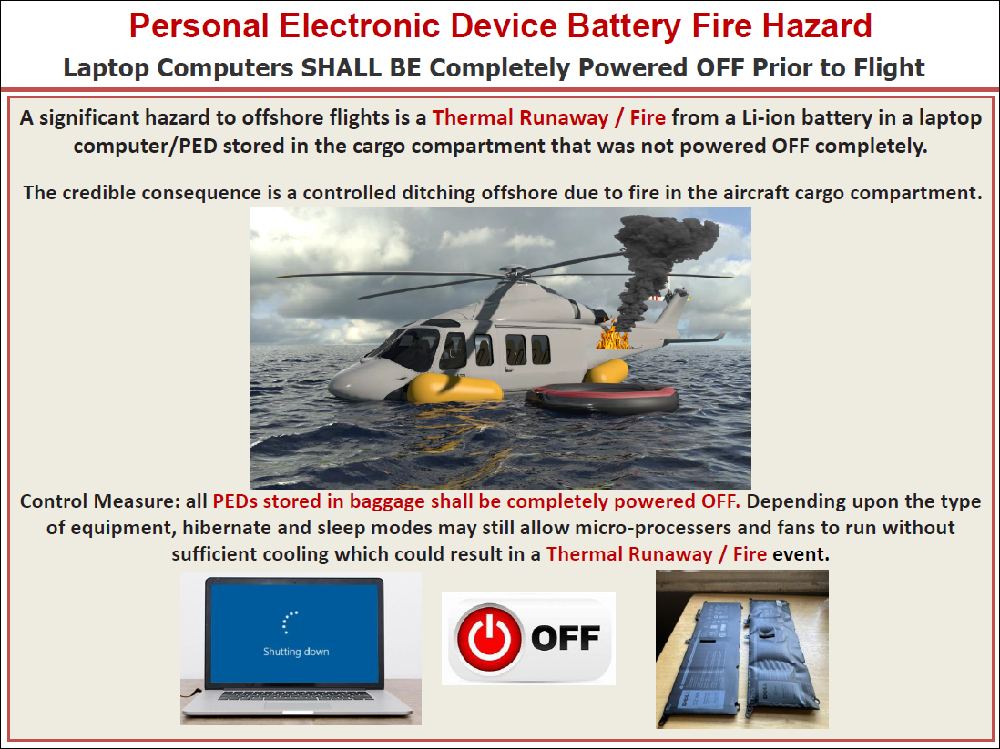 Personal Electronic Device Battery Fire Hazard
Laptop Computers SHALL BE Completely Powered OFF Prior to Flight
A significant hazard to offshore flights is a Thermal Runaway / Fire from a Li-ion battery in a laptop
computer/PED stored in the cargo compartment that was not powered OFF completely.
The credible consequence is a controlled ditching offshore due to fire in the aircraft cargo compartment.
Control Measure: all PEDs stored in baggage shall be completely powered OFF. Depending upon the type
of equipment, hibernate and sleep modes may still allow micro-processers and fans to run without
sufficient cooling which could result in a Thermal Runaway / Fire event.
Shutting down
OFF
DELL
DELL